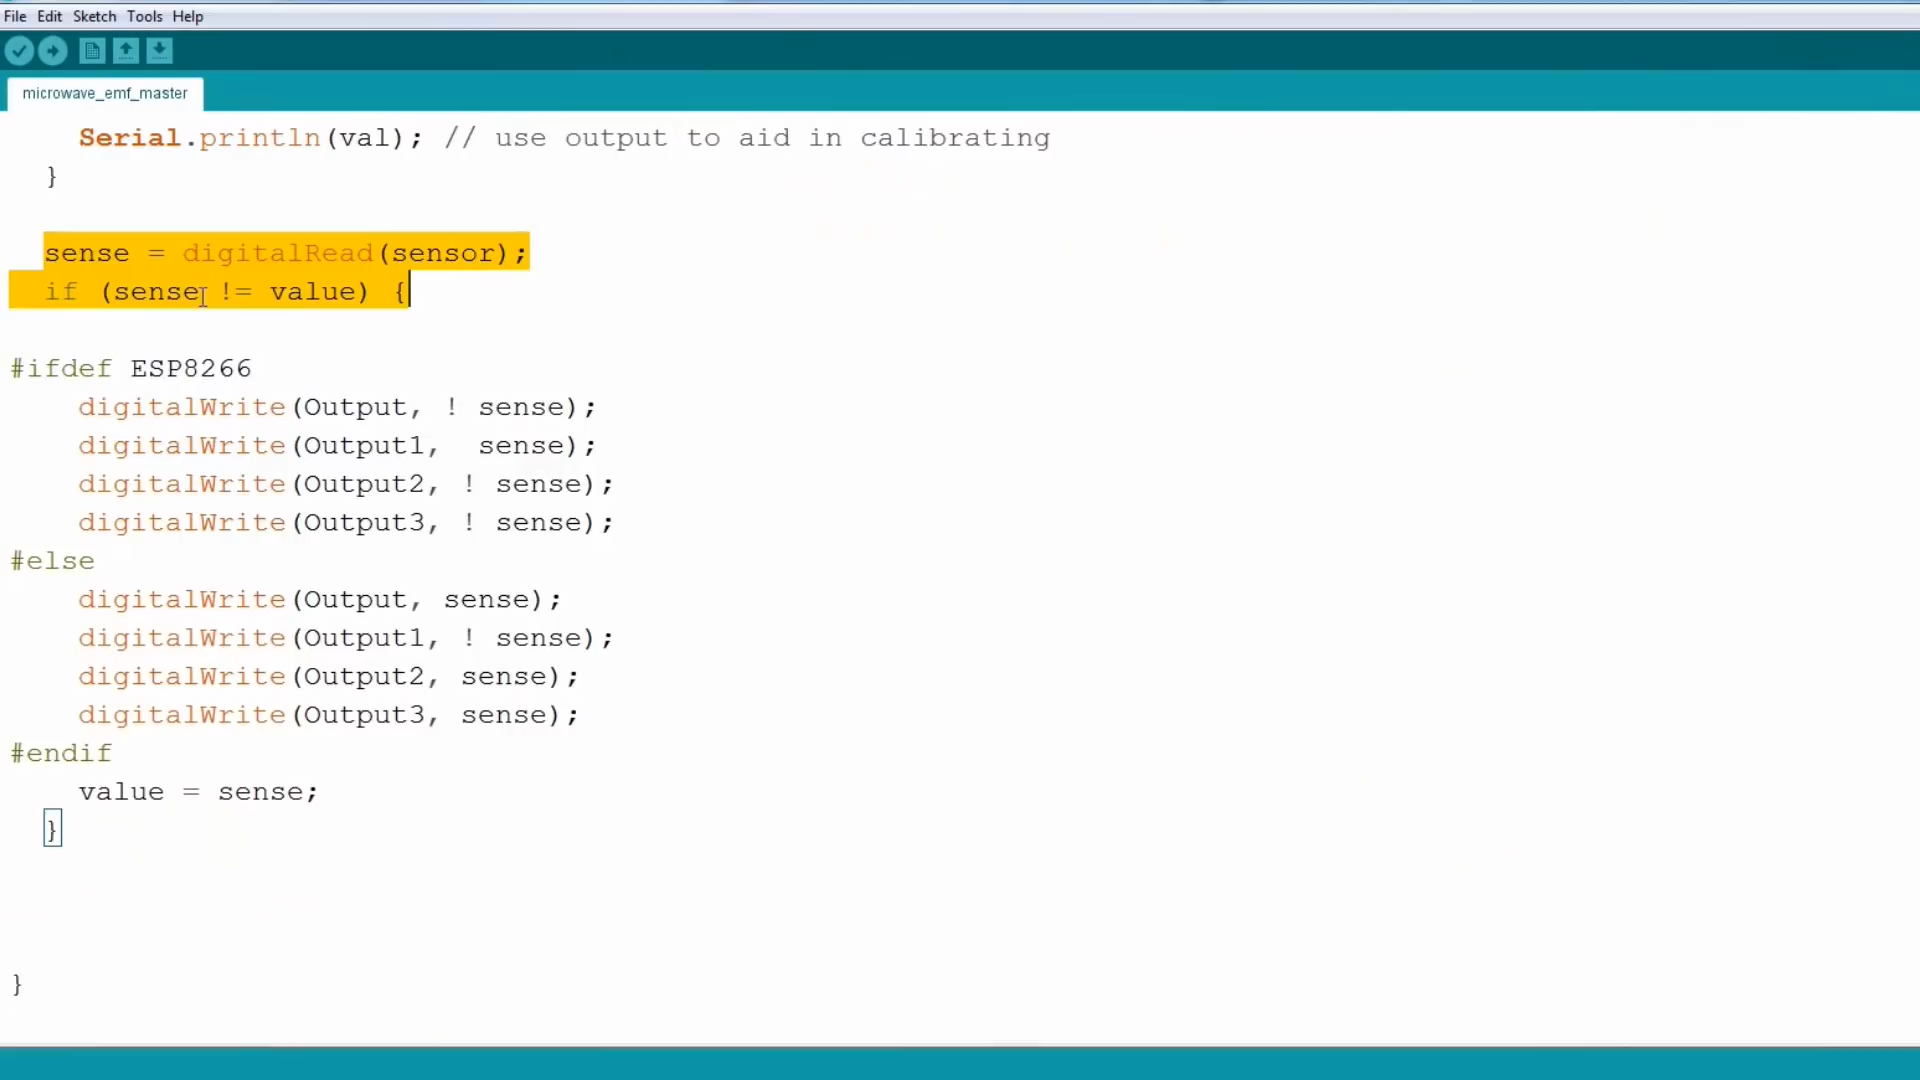 File Edit Sketch Tools Help
microwave_emf_master
Serial.println(val); // use output to aid in calibrating
}
sense = digitalRead(sensor);
if (sense != value) {
#ifdef ESP8266
digitalWrite(Output, ! sense);
digitalWrite(Output1,  sense);
digitalWrite(Output2, ! sense);
digitalWrite(Output3, ! sense);
#else
digitalWrite(Output, sense);
digitalWrite(Output1, ! sense);
digitalWrite(Output2, sense);
digitalWrite(Output3, sense);
#endif
value = sense;
}
}